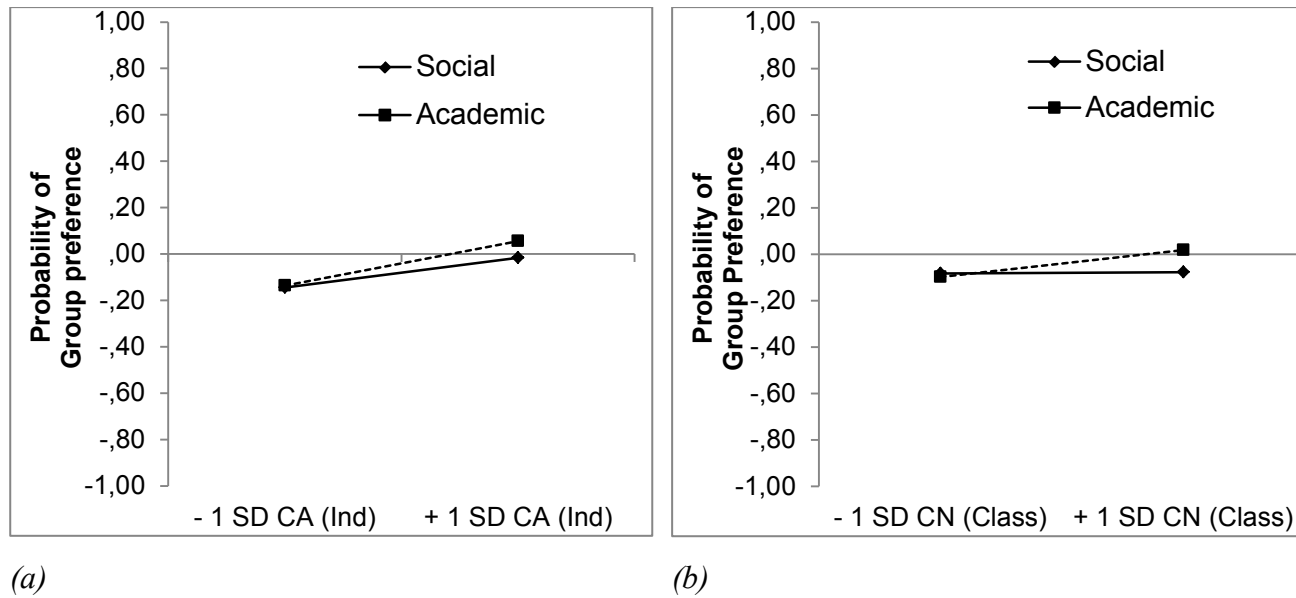 1,00
,80
,60
,40
,20
,00
-,20
-,40
-,60
-,80
-1,00
Probability of
Group preference
Social
Academic
- 1 SD CA (Ind) + 1 SD CA (Ind)
(a)
1,00
,80
,60
,40
,20
,00
-,20
-,40
-,60
-,80
-1,00
Probability of
Group Preference
Social
Academic
- 1 SD CN (Class) + 1 SD CN (Class)
(b)